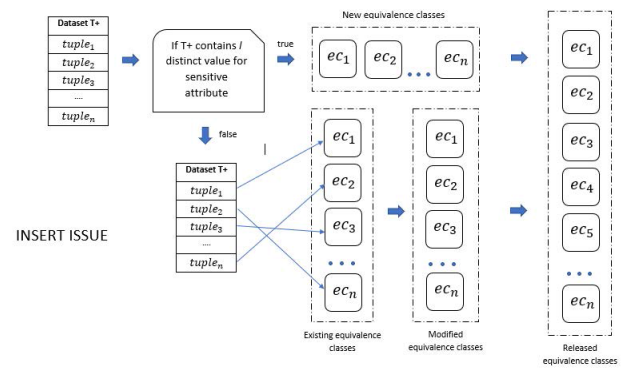 Dataset T+
tuple₁
tuple₂
tuple₃
....
tupleₙ
If T+ contains l
distinct value for
sensitive
attribute
true
false
New equivalence classes
ec₁ ec₂ ••• ecₙ
Dataset T+
tuple₁
tuple₂
tuple₃
....
tupleₙ
INSERT ISSUE
ec₁
ec₂
ec₃
•••
ecₙ
Existing equivalence
classes
ec₁
ec₂
ec₃
•••
ecₙ
Modified
equivalence classes
ec₁
ec₂
ec₃
ec₄
ec₅
•••
ecₙ
Released
equivalence classes